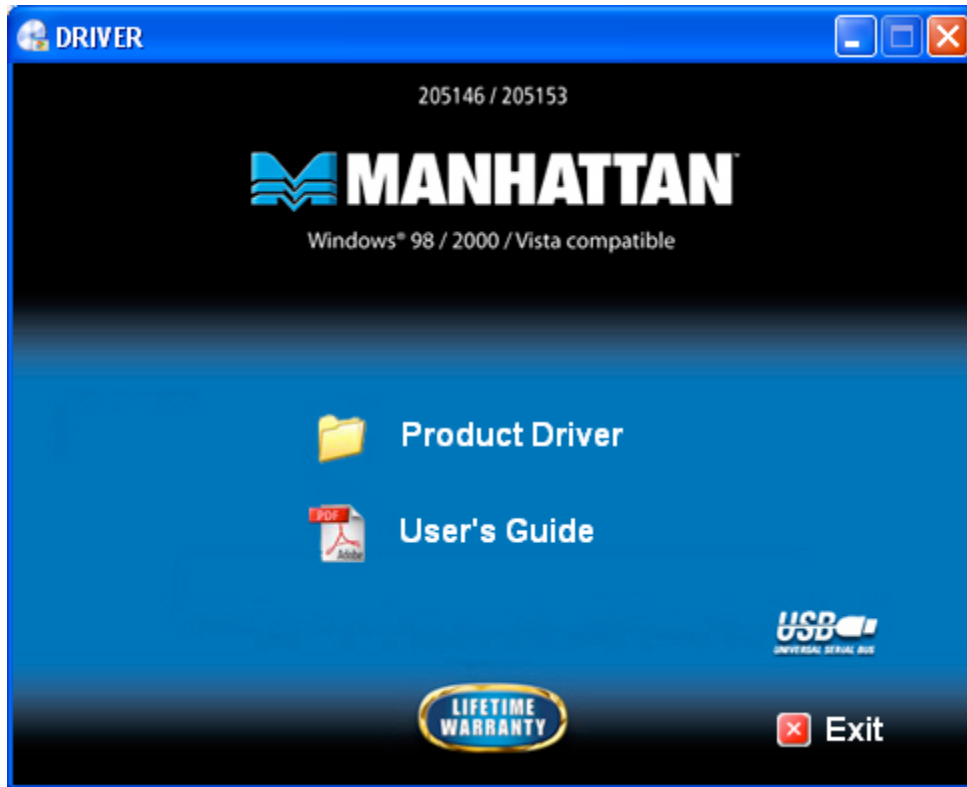 DRIVER
205146 / 205153
MANHATTAN™
Windows® 98 / 2000 / Vista compatible
Product Driver
PDF
Adobe
User's Guide
USB
UNIVERSAL SERIAL BUS
LIFETIME
WARRANTY
Exit